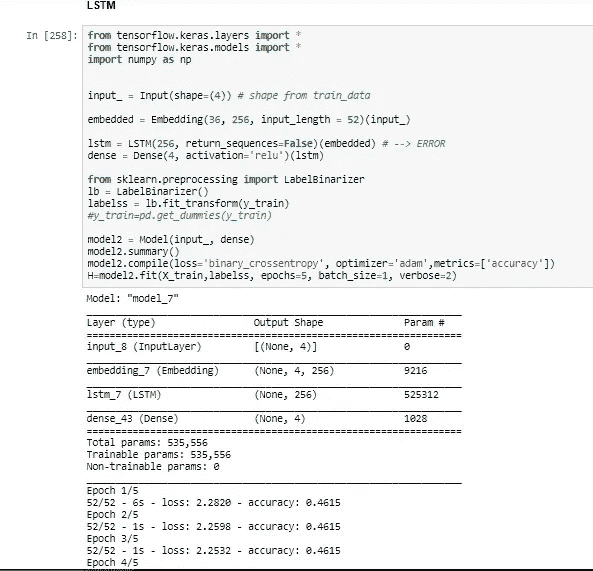 LSTM
In [258]: from tensorflow.keras.layers import *
from tensorflow.keras.models import *
import numpy as np
input_ = Input(shape=(4)) # shape from train_data
embedded = Embedding(36, 256, input_length = 52)(input_)
lstm = LSTM(256, return_sequences=False)(embedded) # --> ERROR
dense = Dense(4, activation='relu')(lstm)
from sklearn.preprocessing import LabelBinarizer
lb = LabelBinarizer()
labelss = lb.fit_transform(y_train)
#y_train=pd.get_dummies(y_train)
model2 = Model(input_, dense)
model2.summary()
model2.compile(loss='binary_crossentropy', optimizer='adam',metrics=['accuracy'])
H=model2.fit(X_train,labelss, epochs=5, batch_size=1, verbose=2)
Model: "model_7"
Layer (type) Output Shape Param #
input_8 (InputLayer) [(None, 4)] 0
embedding_7 (Embedding) (None, 4, 256) 9216
lstm_7 (LSTM) (None, 256) 525312
dense_43 (Dense) (None, 4) 1028
Total params: 535,556
Trainable params: 535,556
Non-trainable params: 0
Epoch 1/5
52/52 - 6s - loss: 2.2820 - accuracy: 0.4615
Epoch 2/5
52/52 - 1s - loss: 2.2598 - accuracy: 0.4615
Epoch 3/5
52/52 - 1s - loss: 2.2532 - accuracy: 0.4615
Epoch 4/5